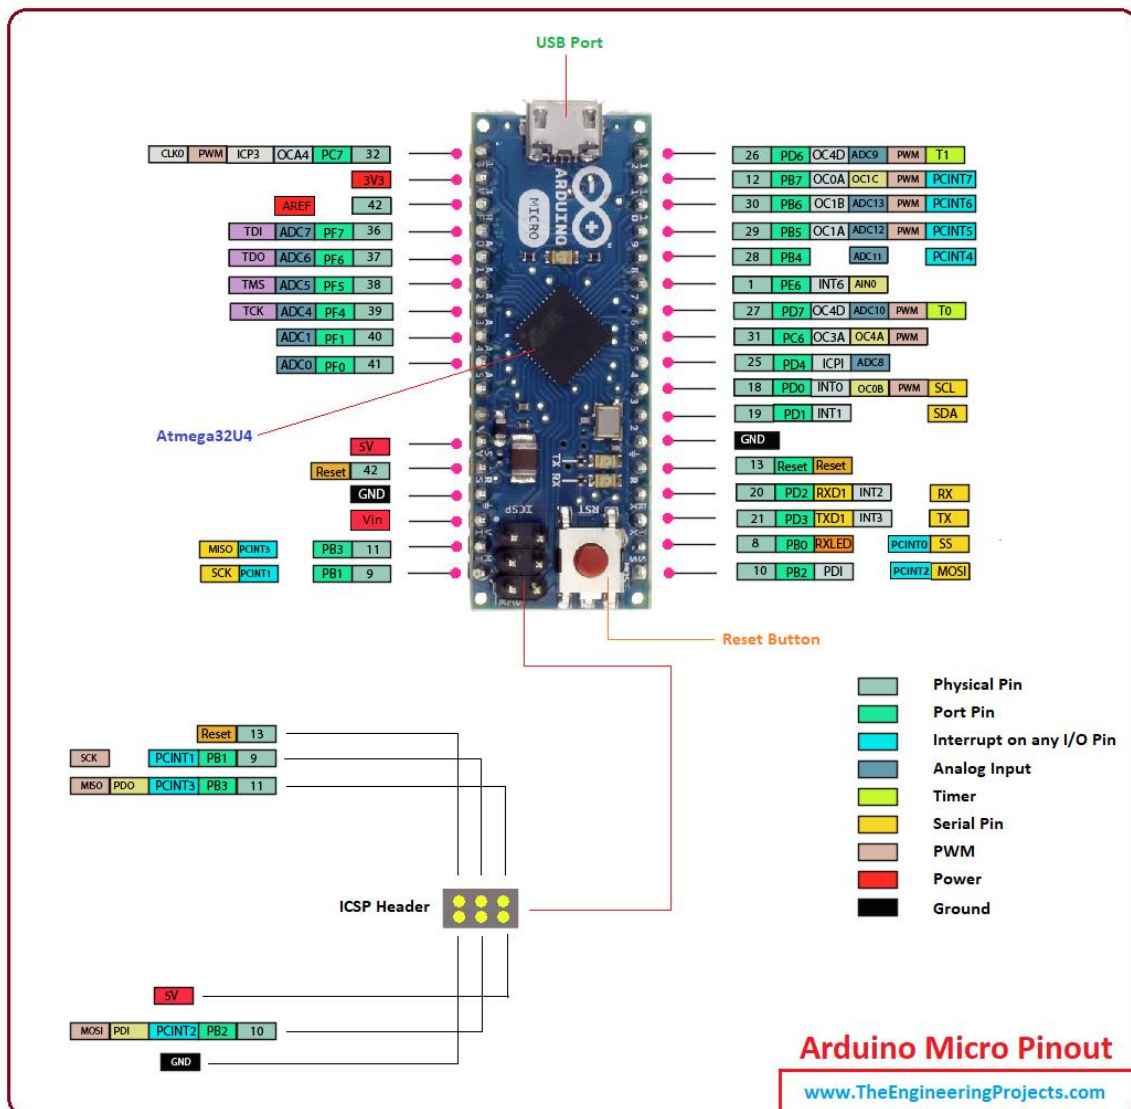 USB Port
CLK0 PWM ICP3 OCA4 PC7 32
3V3
AREF 42
TDI ADC7 PF7 36
TDO ADC6 PF6 37
TMS ADC5 PF5 38
TCK ADC4 PF4 39
ADC1 PF1 40
ADC0 PF0 41
Atmega32U4
5V
Reset 42
GND
Vin
MISO PCINT3 PB3 11
SCK PCINT1 PB1 9
ARDUINO
MICRO
TX
RX
ICSP
RST
26 PD6 OC4D ADC9 PWM T1
12 PB7 OC0A OC1C PWM PCINT7
30 PB6 OC1B ADC13 PWM PCINT6
29 PB5 OC1A ADC12 PWM PCINT5
28 PB4 ADC11 PCINT4
1 PE6 INT6 AIN0
27 PD7 OC4D ADC10 PWM T0
31 PC6 OC3A OC4A PWM
25 PD4 ICPI ADC8
18 PD0 INT0 OC0B PWM SCL
19 PD1 INT1 SDA
GND
13 Reset Reset
20 PD2 RXD1 INT2 RX
21 PD3 TXD1 INT3 TX
8 PB0 RXLED PCINT0 SS
10 PB2 PDI PCINT2 MOSI
Reset Button
Reset 13
SCK PCINT1 PB1 9
MISO PDO PCINT3 PB3 11
ICSP Header
5V
MOSI PDI PCINT2 PB2 10
GND
Physical Pin
Port Pin
Interrupt on any I/O Pin
Analog Input
Timer
Serial Pin
PWM
Power
Ground
Arduino Micro Pinout
www.TheEngineeringProjects.com